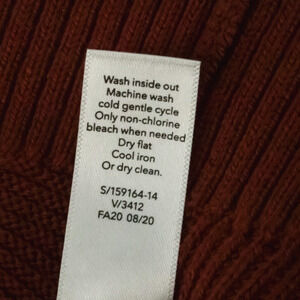 Wash inside out
Machine wash
cold gentle cycle
Only non-chlorine
bleach when needed
Dry flat
Cool iron
Or dry clean.
S/159164-14
V/3412
FA20 08/20